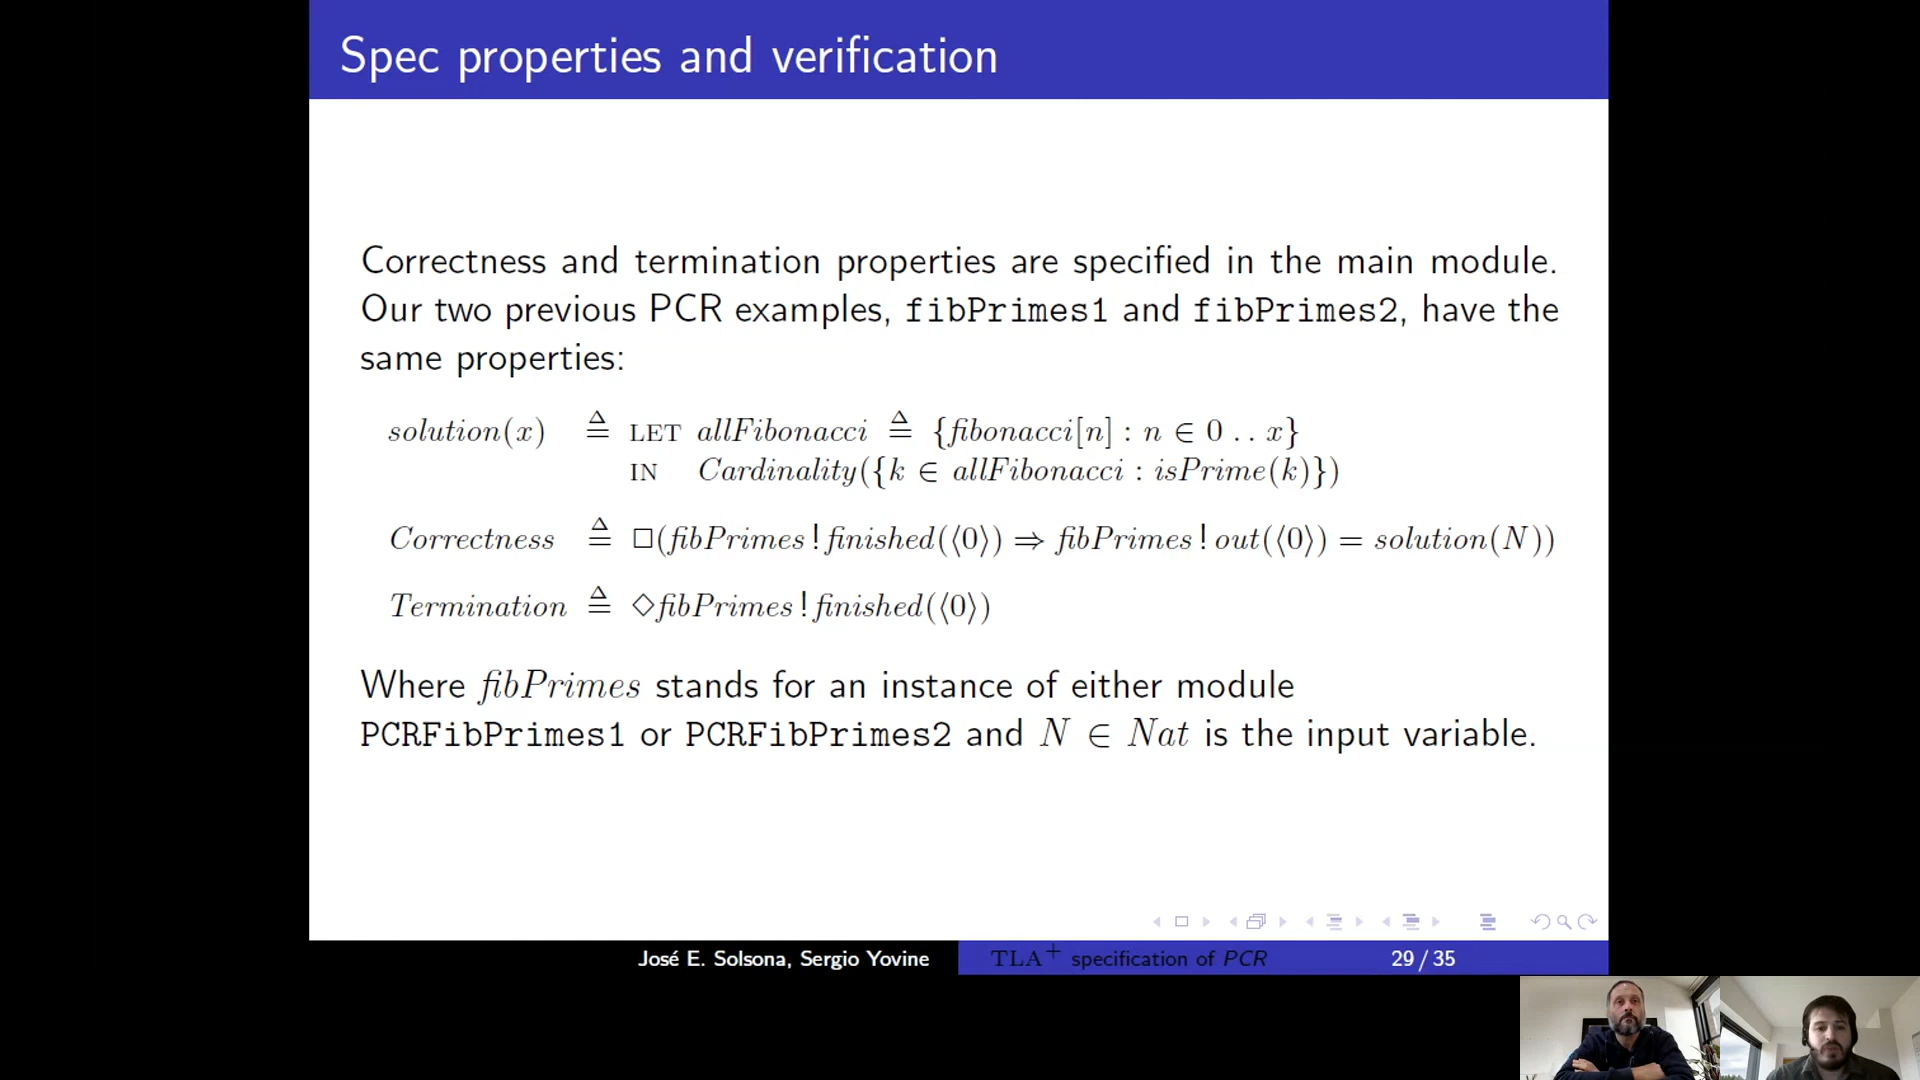 Spec properties and verification
Correctness and termination properties are specified in the main module.
Our two previous PCR examples, fibPrimes1 and fibPrimes2, have the
same properties:
solution(x) ≜ LET allFibonacci ≜ {fibonacci[n] : n ∈ 0 .. x}
IN Cardinality({k ∈ allFibonacci : isPrime(k)})
Correctness ≜ □(fibPrimes!finished(⟨0⟩) ⇒ fibPrimes!out(⟨0⟩) = solution(N))
Termination ≜ ◇fibPrimes!finished(⟨0⟩)
Where fibPrimes stands for an instance of either module
PCRFibPrimes1 or PCRFibPrimes2 and N ∈ Nat is the input variable.
José E. Solsona, Sergio Yovine TLA⁺ specification of PCR 29 / 35